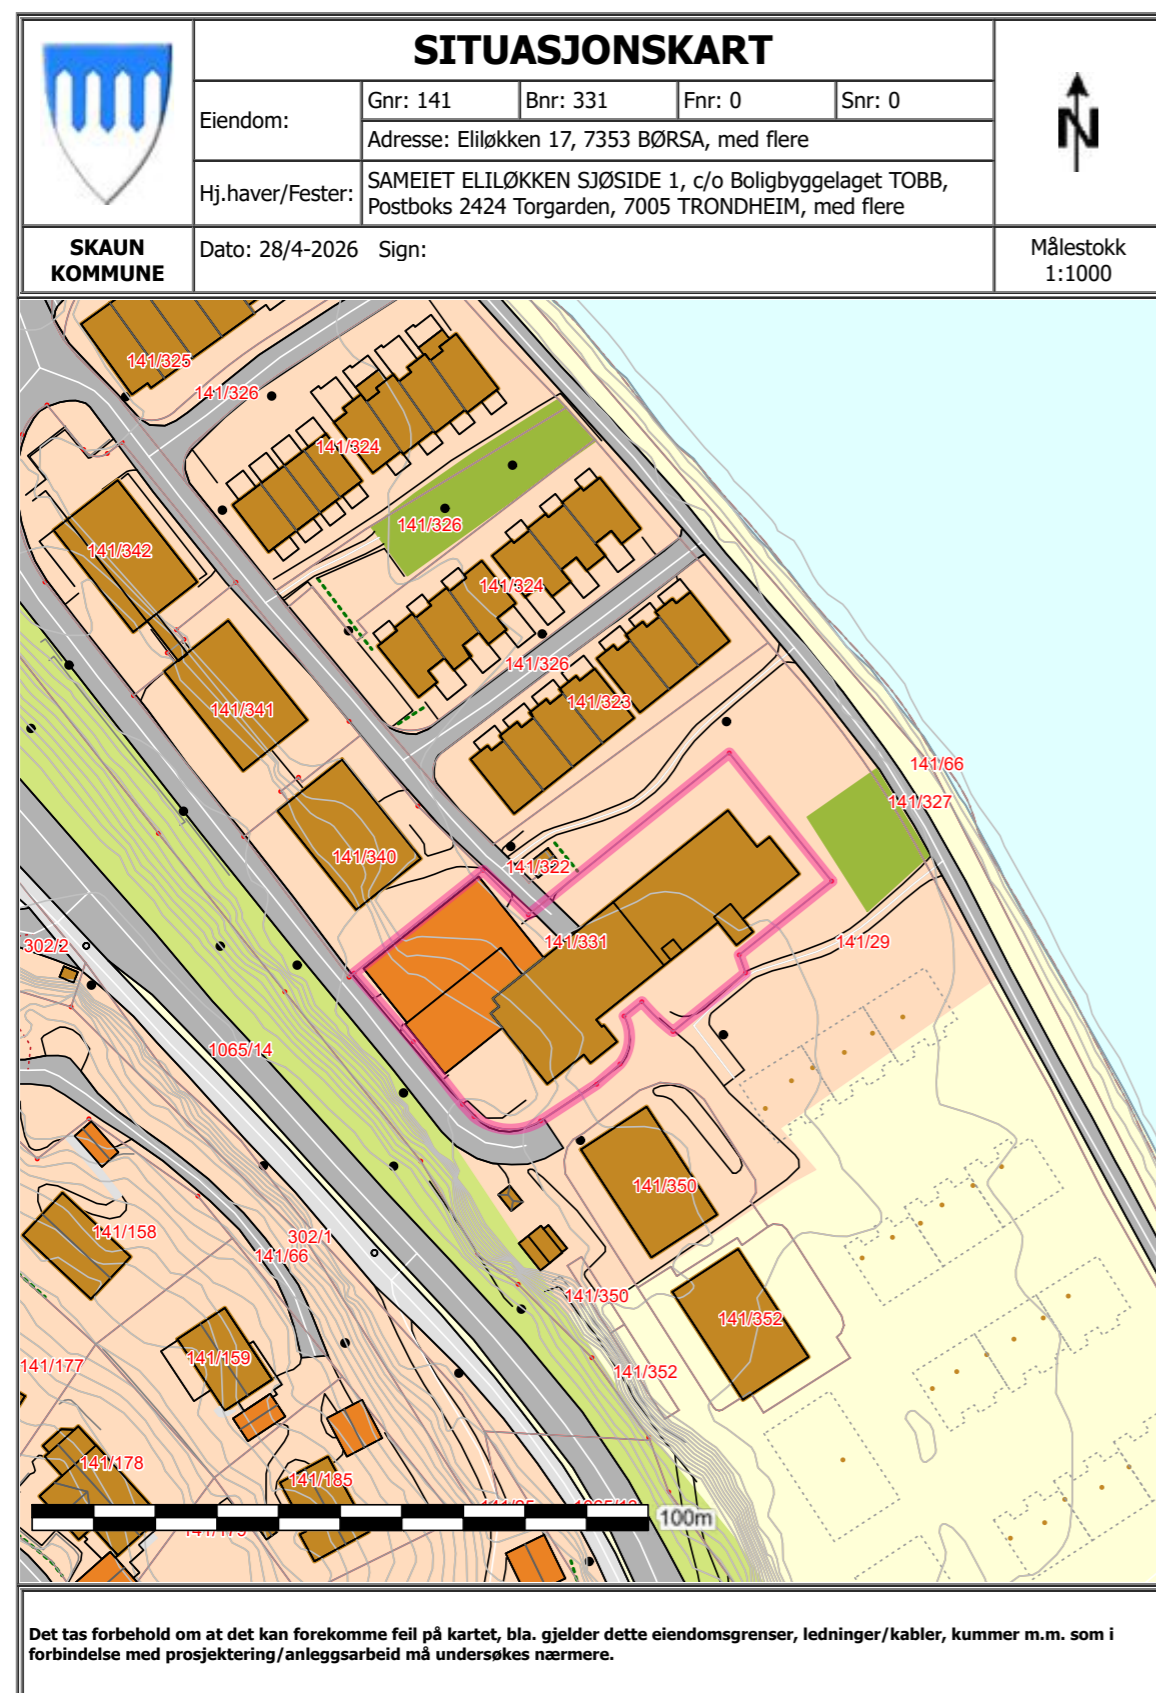 SITUASJONSKART
Eiendom:
Gnr: 141
Bnr: 331
Fnr: 0
Snr: 0
Adresse: Eliløkken 17, 7353 BØRSA, med flere
Hj.haver/Fester:
SAMEIET ELILØKKEN SJØSIDE 1, c/o Boligbyggelaget TOBB,
Postboks 2424 Torgarden, 7005 TRONDHEIM, med flere
N
SKAUN
KOMMUNE
Dato: 28/4-2026 Sign:
Målestokk
1:1000
141/325
141/326
141/324
141/326
141/342
141/324
141/326
141/323
141/341
141/66
141/327
141/340
141/322
141/331
141/29
302/2
1065/14
141/350
141/158
302/1
141/66
141/350
141/352
141/159
141/177
141/352
141/178
141/185
100m
Det tas forbehold om at det kan forekomme feil på kartet, bla. gjelder dette eiendomsgrenser, ledninger/kabler, kummer m.m. som i
forbindelse med prosjektering/anleggsarbeid må undersøkes nærmere.